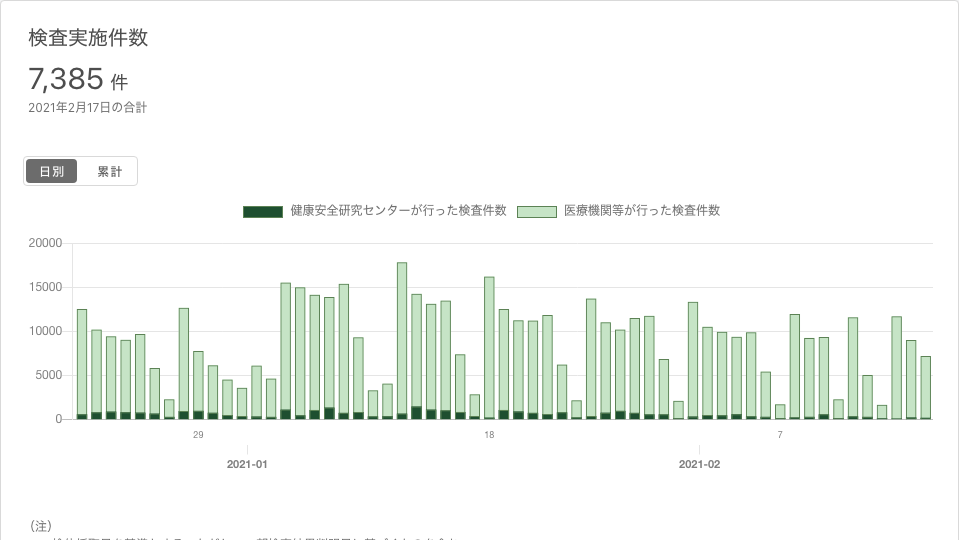 検査実施件数
7,385 件
2021年2月17日の合計
日別 累計
健康安全研究センターが行った検査件数 医療機関等が行った検査件数
20000
15000
10000
5000
0
29 18 7
2021-01 2021-02
（注）